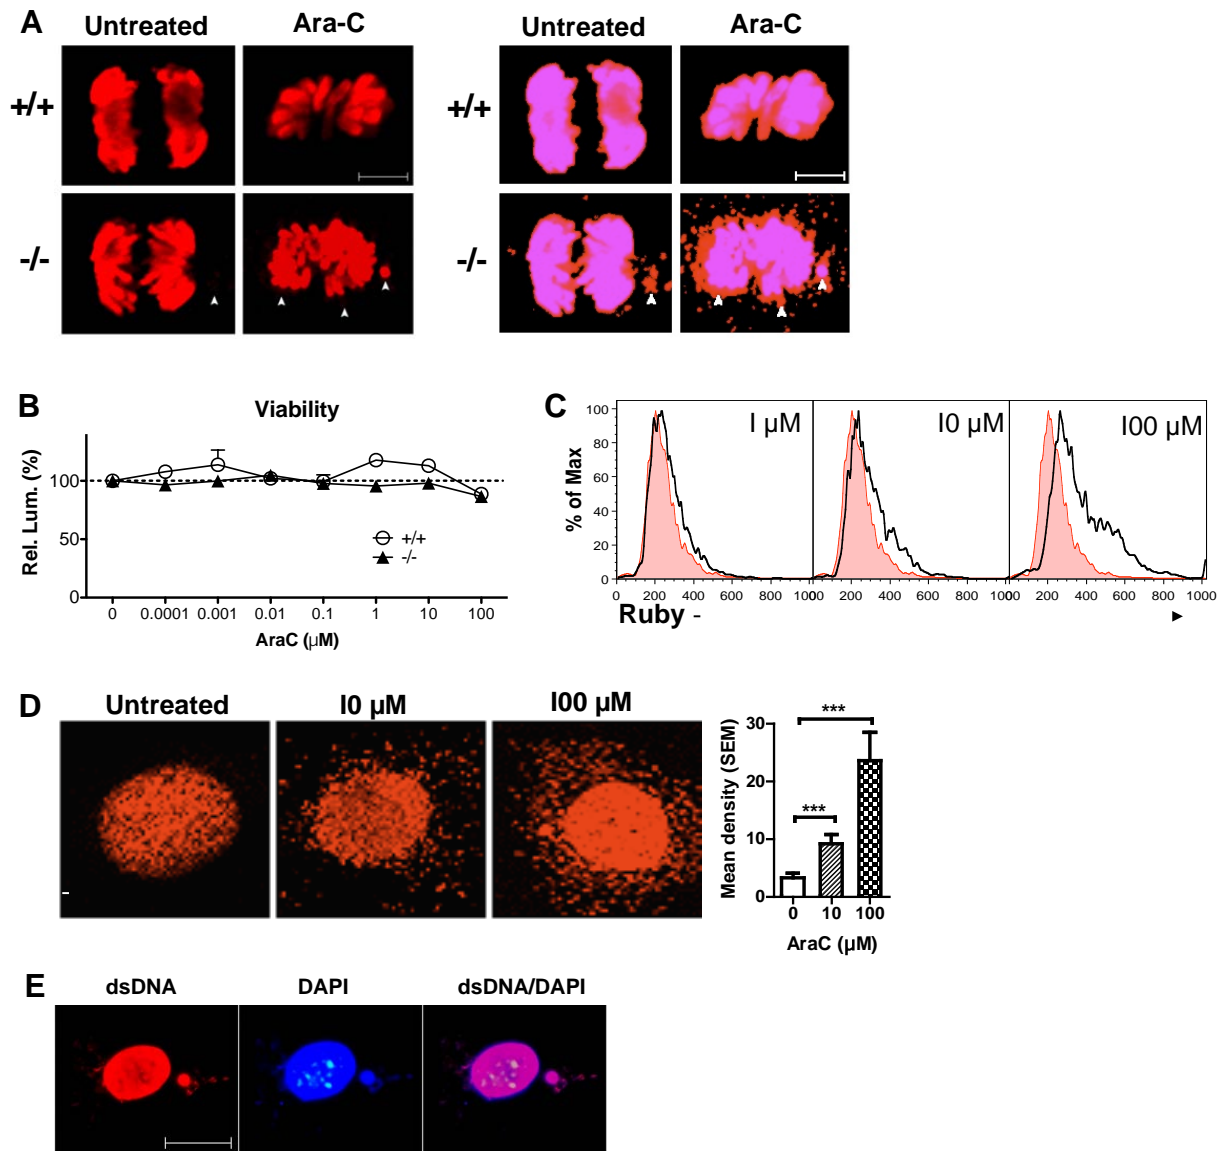 A
Untreated
Ara-C
Untreated
Ara-C
+/+
+/+
-/-
-/-
B
Viability
Rel. Lum. (%)
100
50
0
+/+
-/-
0
0.0001
0.001
0.01
0.1
1
10
100
AraC (µM)
C
% of Max
100
80
60
40
20
0
I µM
I0 µM
I00 µM
0
200
400
600
800
1000
200
400
600
800
1000
200
400
600
800
1000
Ruby -
D
Untreated
I0 µM
I00 µM
Mean density (SEM)
30
20
10
0
***
***
0
10
100
AraC (µM)
E
dsDNA
DAPI
dsDNA/DAPI